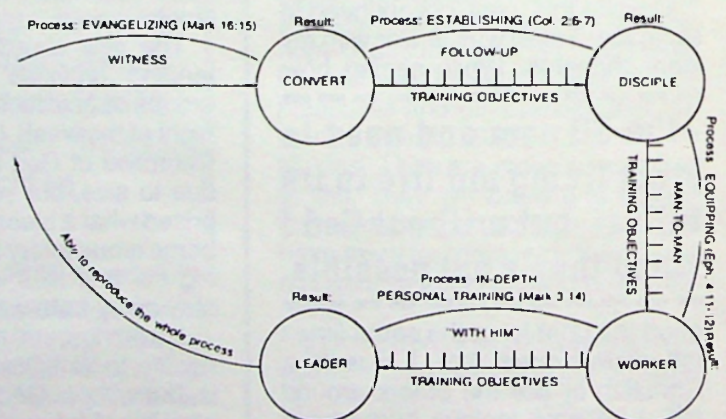 Process: EVANGELIZING (Mark 16:15)
WITNESS
Result:
CONVERT
Process: ESTABLISHING (Col. 2:6-7)
FOLLOW-UP
TRAINING OBJECTIVES
Result:
DISCIPLE
Process: EQUIPPING (Eph. 4:11-12)
MAN-TO-MAN
TRAINING OBJECTIVES
Result:
WORKER
Process: IN-DEPTH
PERSONAL TRAINING (Mark 3:14)
"WITH HIM"
TRAINING OBJECTIVES
Result:
LEADER
Able to reproduce the whole process